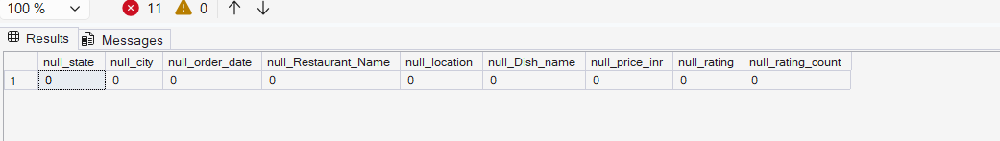 100 % 11 0
Results Messages
null_state null_city null_order_date null_Restaurant_Name null_location null_Dish_name null_price_inr null_rating null_rating_count
1 0 0 0 0 0 0 0 0 0